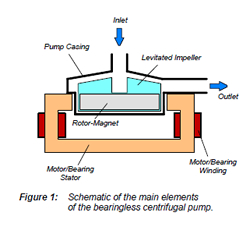 Inlet
Pump Casing
Levitated Impeller
Outlet
Rotor-Magnet
Motor/Bearing
Stator
Motor/Bearing
Winding
Figure 1: Schematic of the main elements
of the bearingless centrifugal pump.